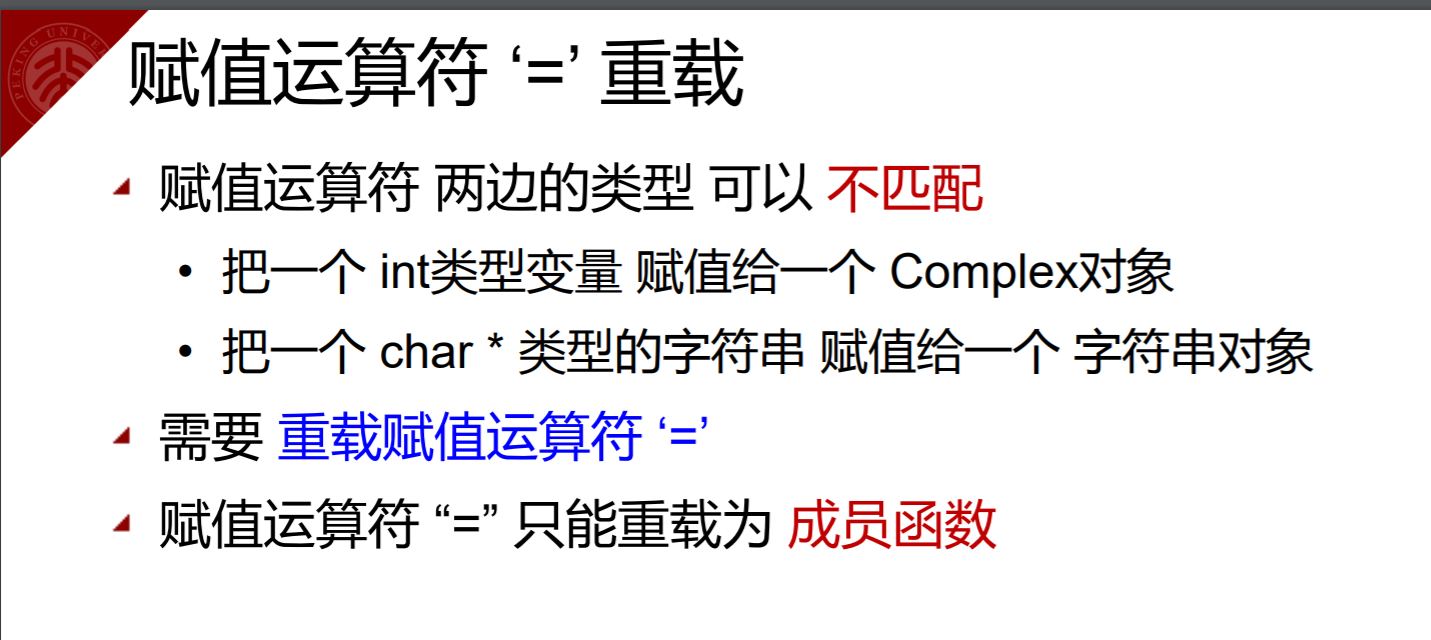 PEKING UNIVER
赋值运算符 ‘=’ 重载
赋值运算符 两边的类型 可以 不匹配
• 把一个 int类型变量 赋值给一个 Complex对象
• 把一个 char * 类型的字符串 赋值给一个 字符串对象
需要 重载赋值运算符 ‘=’
赋值运算符 “=” 只能重载为 成员函数